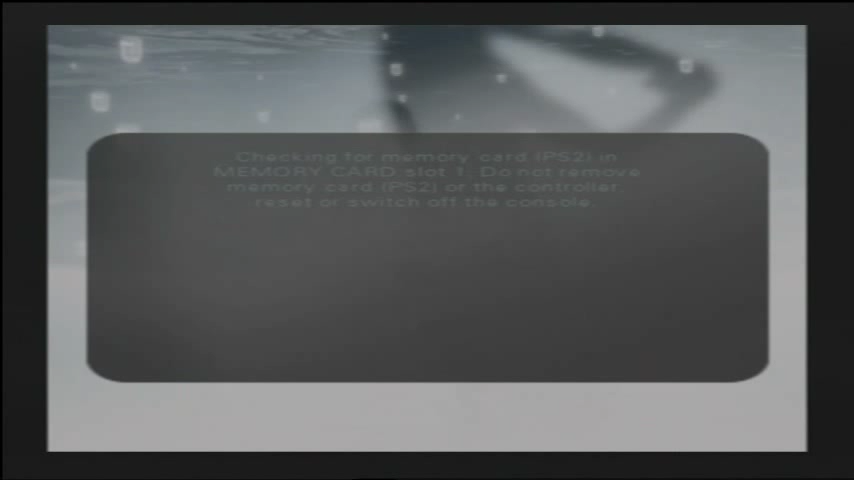 Checking for memory card (PS2) in
MEMORY CARD slot 1. Do not remove
memory card (PS2) or the controller,
reset or switch off the console.